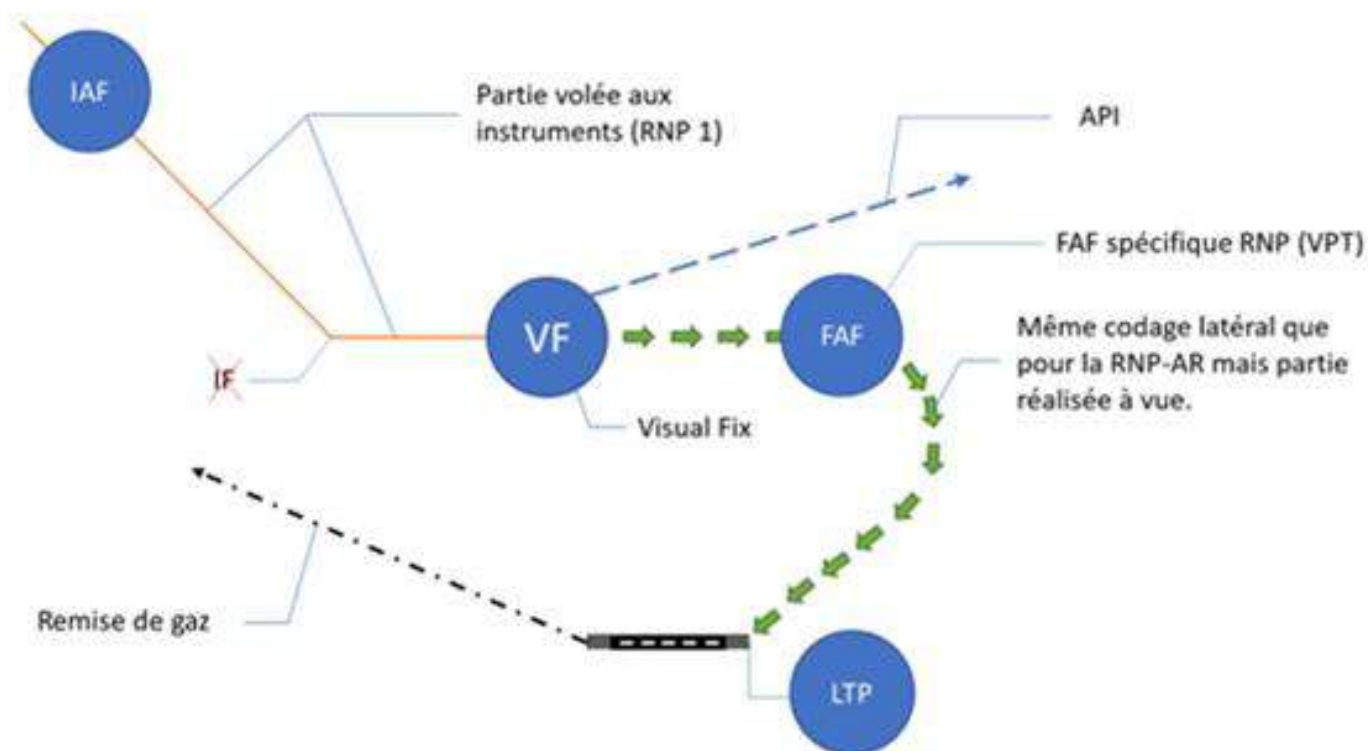 IAF
Partie volée aux
instruments (RNP 1)
API
FAF spécifique RNP (VPT)
VF
FAF
Même codage latéral que
pour la RNP-AR mais partie
réalisée à vue.
IF
Visual Fix
Remise de gaz
LTP